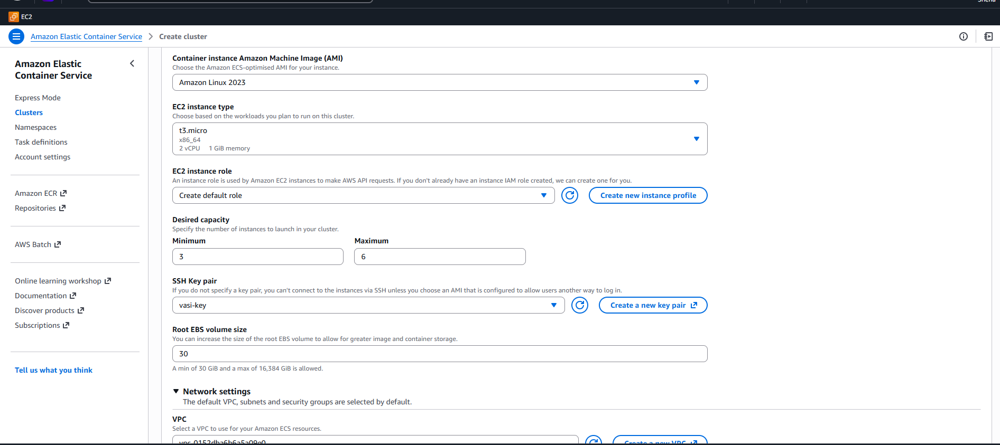 EC2
Amazon Elastic Container Service > Create cluster
Amazon Elastic
Container Service
Express Mode
Clusters
Namespaces
Task definitions
Account settings
Amazon ECR
Repositories
AWS Batch
Online learning workshop
Documentation
Discover products
Subscriptions
Tell us what you think
Container instance Amazon Machine Image (AMI)
Choose the Amazon ECS-optimised AMI for your instance.
Amazon Linux 2023
EC2 instance type
Choose based on the workloads you plan to run on this cluster.
t3.micro
x86_64
2 vCPU 1 GiB memory
EC2 instance role
An instance role is used by Amazon EC2 instances to make AWS API requests. If you don't already have an instance IAM role created, we can create one for you.
Create default role
Create new instance profile
Desired capacity
Specify the number of instances to launch in your cluster.
Minimum Maximum
3 6
SSH Key pair
If you do not specify a key pair, you can't connect to the instances via SSH unless you choose an AMI that is configured to allow users another way to log in.
vasi-key
Create a new key pair
Root EBS volume size
You can increase the size of the root EBS volume to allow for greater image and container storage.
30
A min of 30 GiB and a max of 16,384 GiB is allowed.
Network settings
The default VPC, subnets and security groups are selected by default.
VPC
Select a VPC to use for your Amazon ECS resources.
Create a new VPC